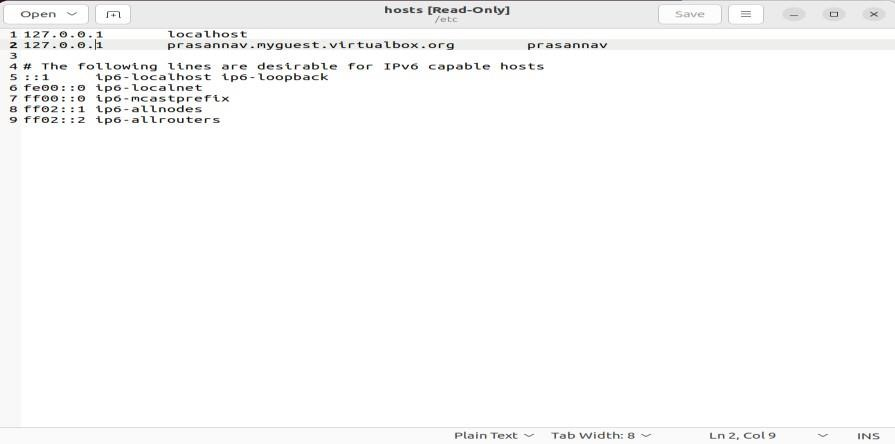 Open
hosts [Read-Only]
/etc
Save
1 127.0.0.1 localhost
2 127.0.0.1 prasannav.myguest.virtualbox.org prasannav
3
4 # The following lines are desirable for IPv6 capable hosts
5 ::1 ip6-localhost ip6-loopback
6 fe00::0 ip6-localnet
7 ff00::0 ip6-mcastprefix
8 ff02::1 ip6-allnodes
9 ff02::2 ip6-allrouters
Plain Text Tab Width: 8 Ln 2, Col 9 INS